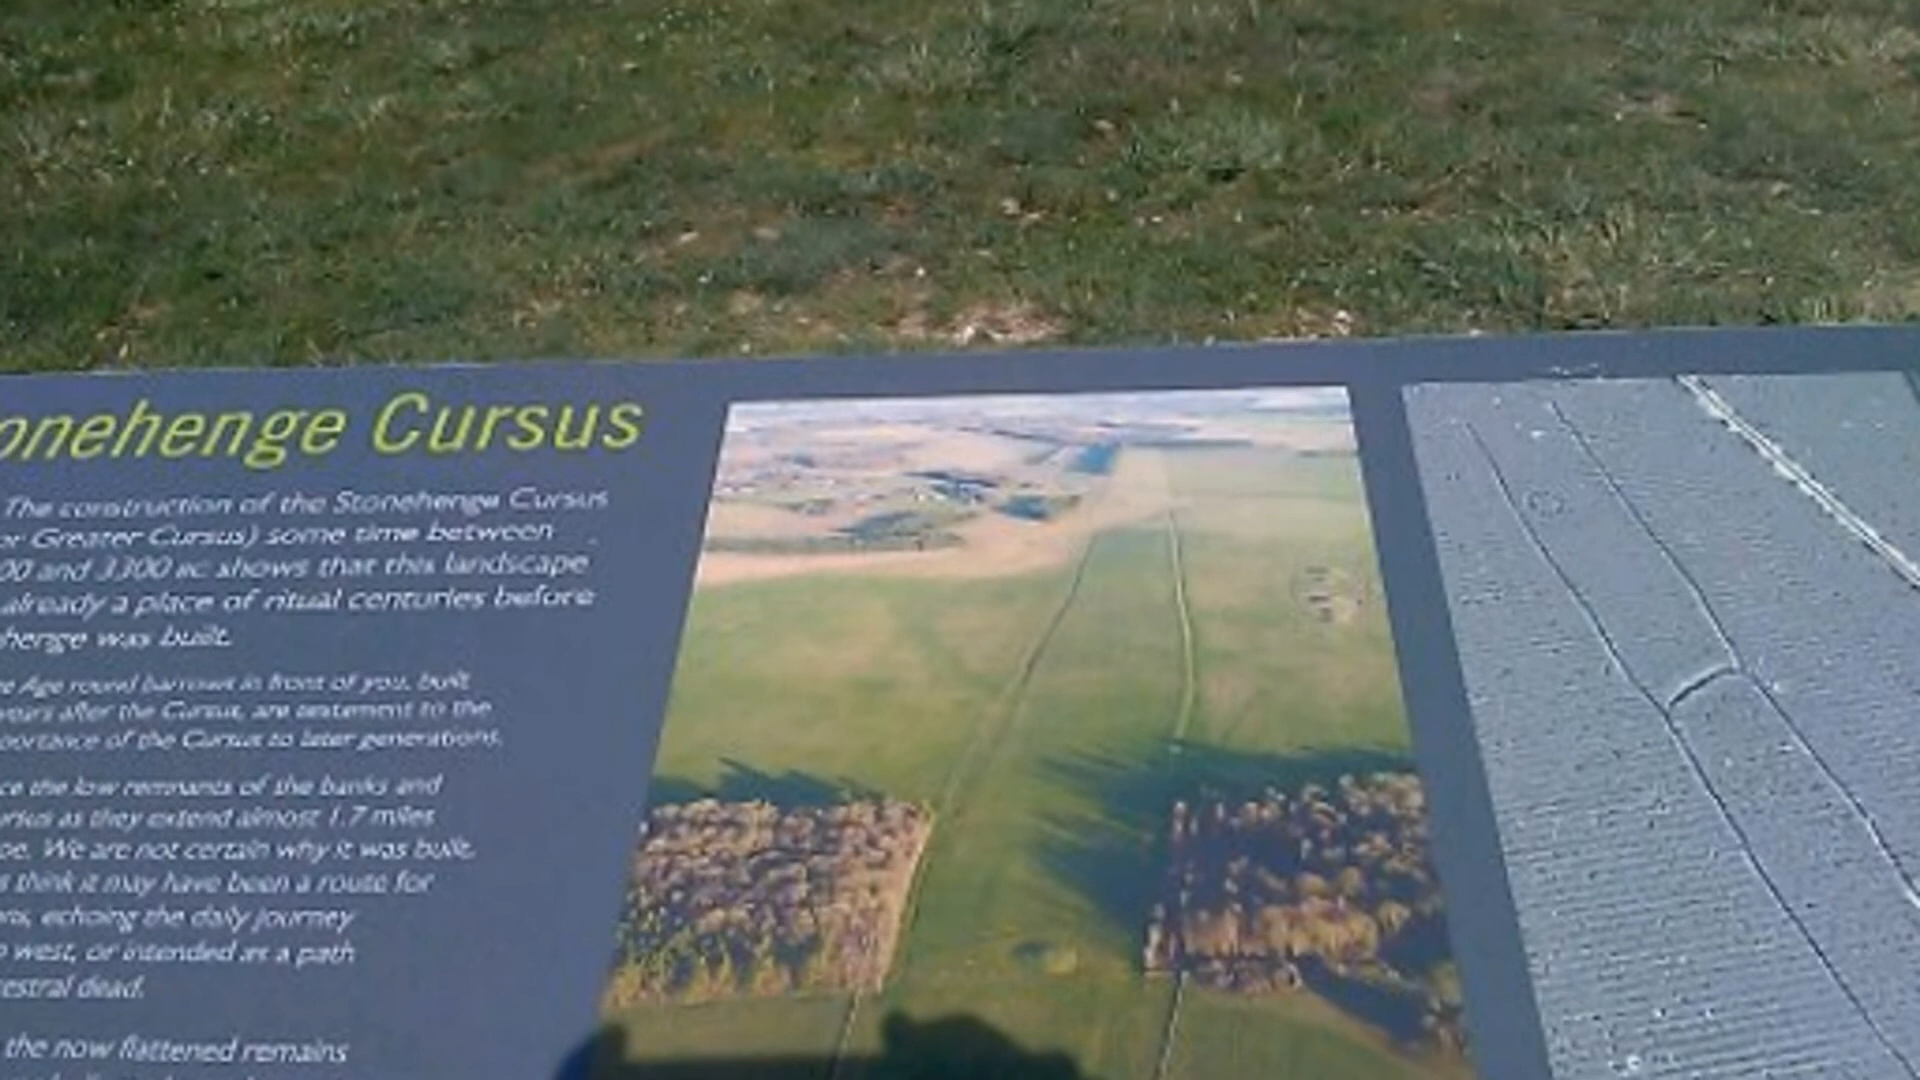 onehenge Cursus
The construction of the Stonehenge Cursus
or Greater Cursus) some time between
00 and 3300 BC shows that this landscape
already a place of ritual centuries before
henge was built.
Age round barrows in front of you, built
years after the Cursus, are testament to the
portance of the Cursus to later generations.
ce the low remnants of the banks and
ursus as they extend almost 1.7 miles
pe. We are not certain why it was built,
s think it may have been a route for
ns, echoing the daily journey
o west, or intended as a path
cestral dead.
the now flattened remains